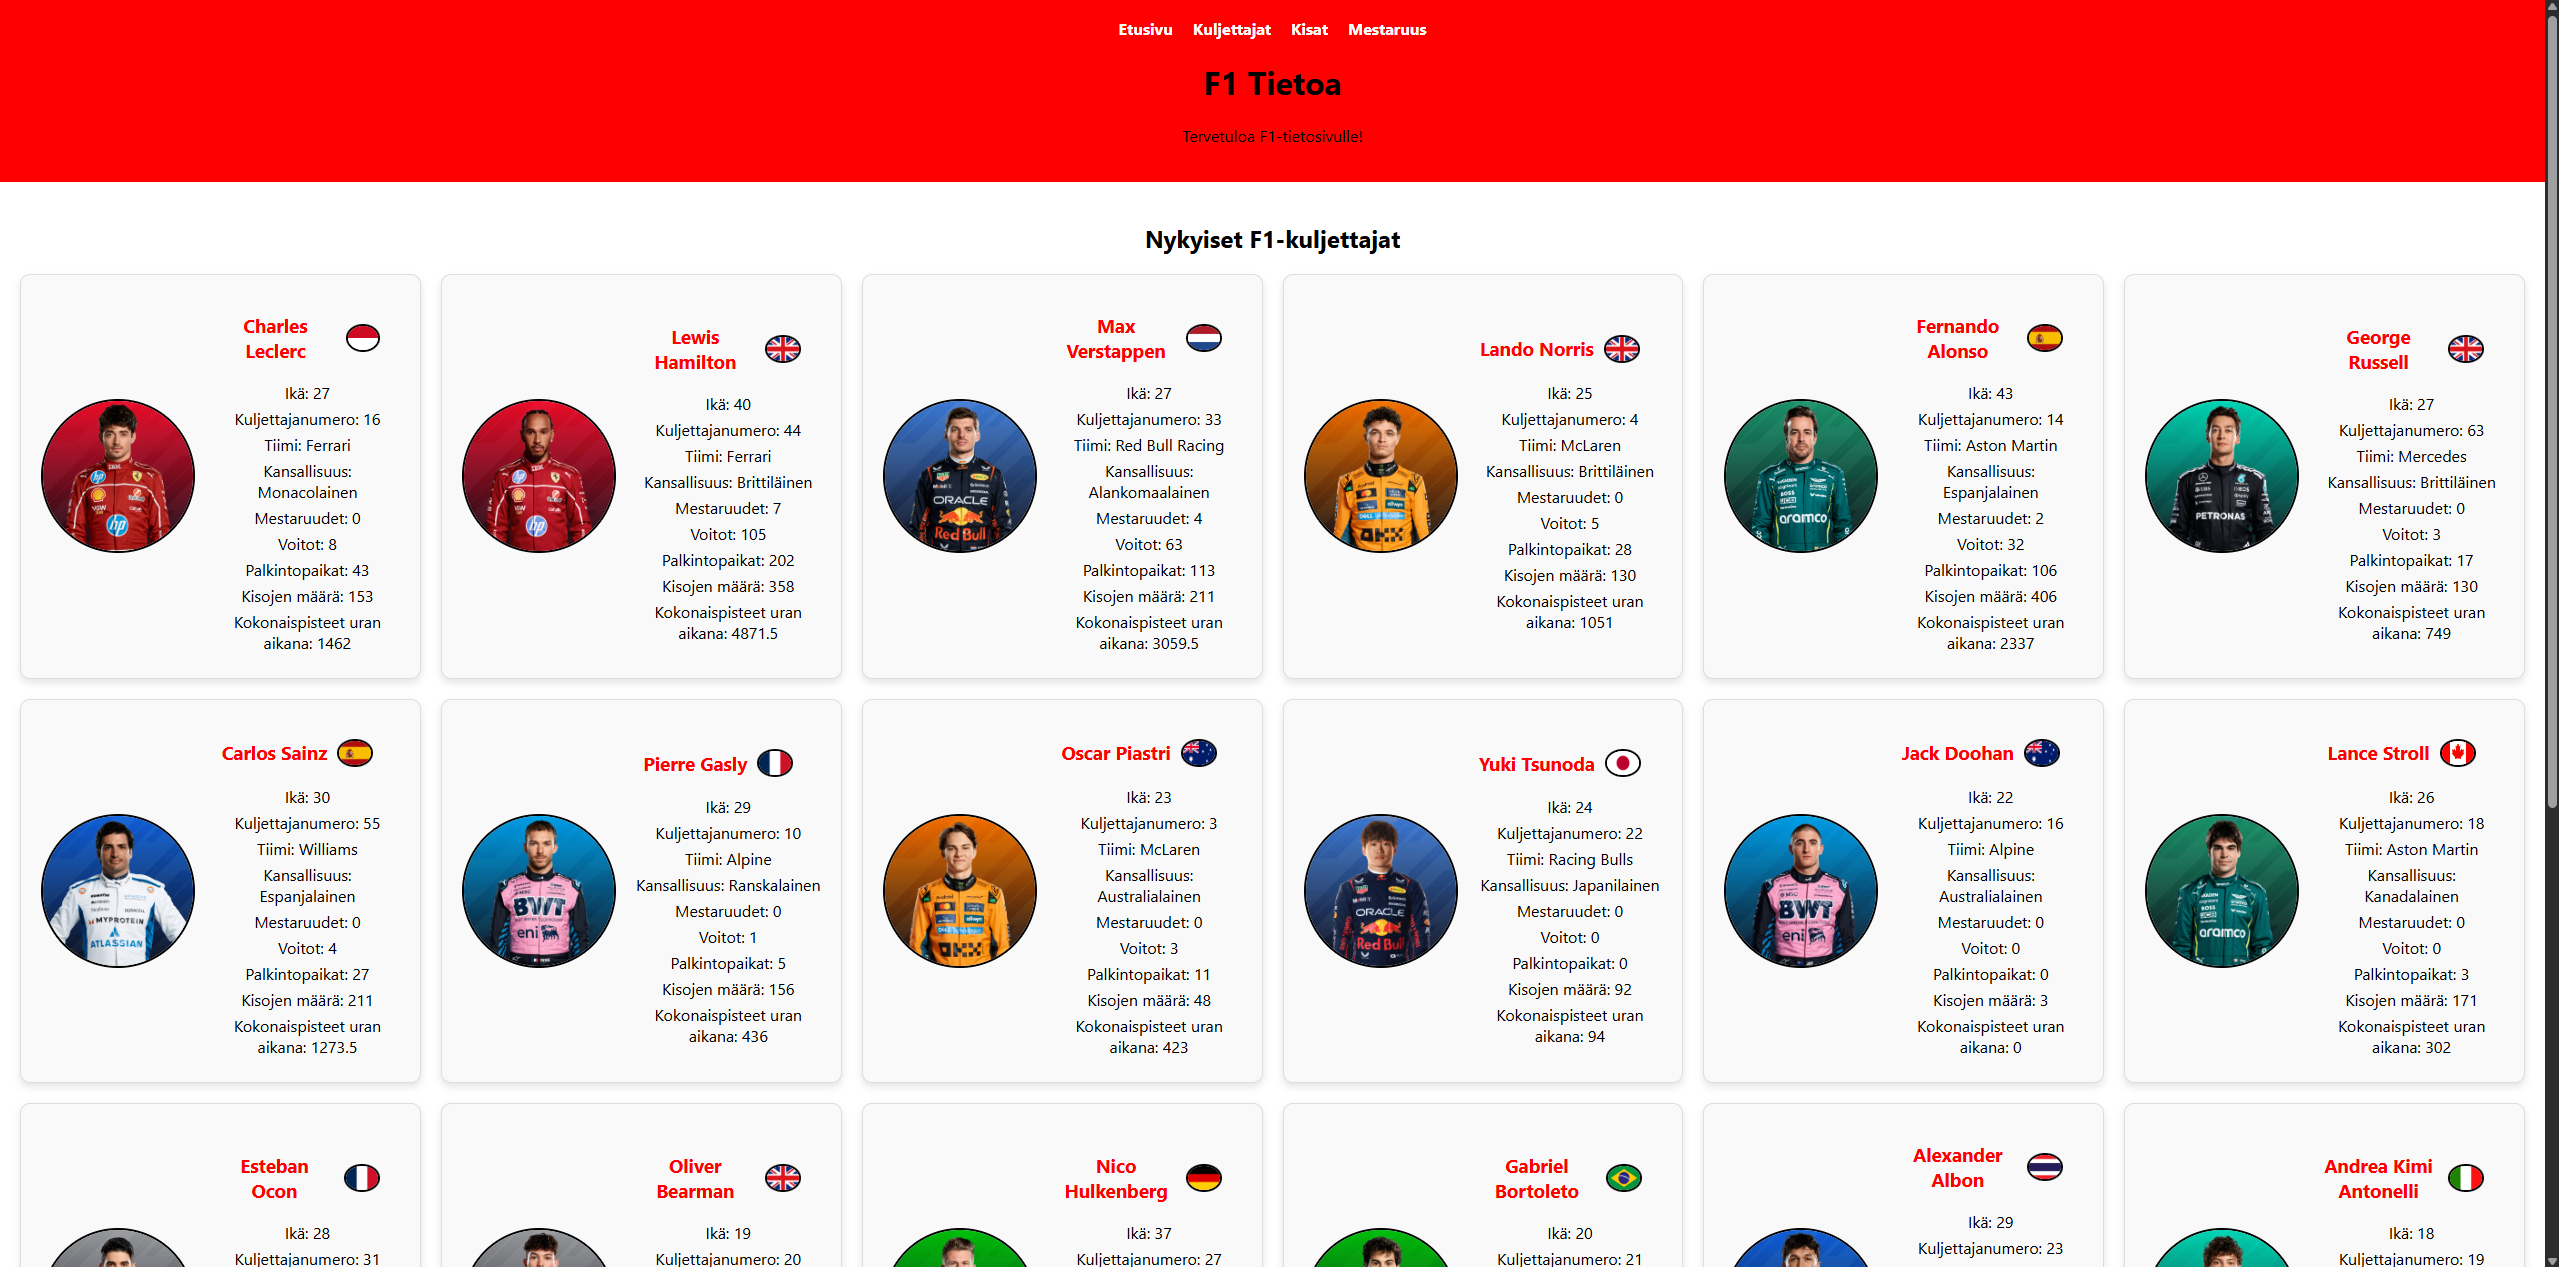 Etusivu Kuljettajat Kisat Mestaruus
F1 Tietoa
Tervetuloa F1-tietosivulle!
Nykyiset F1-kuljettajat
Charles
Leclerc
Ikä: 27
Kuljettajanumero: 16
Tiimi: Ferrari
Kansallisuus:
Monacolainen
Mestaruudet: 0
Voitot: 8
Palkintopaikat: 43
Kisojen määrä: 153
Kokonaispisteet uran
aikana: 1462
Lewis
Hamilton
Ikä: 40
Kuljettajanumero: 44
Tiimi: Ferrari
Kansallisuus: Brittiläinen
Mestaruudet: 7
Voitot: 105
Palkintopaikat: 202
Kisojen määrä: 358
Kokonaispisteet uran
aikana: 4871.5
Max
Verstappen
Ikä: 27
Kuljettajanumero: 33
Tiimi: Red Bull Racing
Kansallisuus:
Alankomaalainen
Mestaruudet: 4
Voitot: 63
Palkintopaikat: 113
Kisojen määrä: 211
Kokonaispisteet uran
aikana: 3059.5
ORACLE
Red Bull
Lando Norris
Ikä: 25
Kuljettajanumero: 4
Tiimi: McLaren
Kansallisuus: Brittiläinen
Mestaruudet: 0
Voitot: 5
Palkintopaikat: 28
Kisojen määrä: 130
Kokonaispisteet uran
aikana: 1051
Fernando
Alonso
Ikä: 43
Kuljettajanumero: 14
Tiimi: Aston Martin
Kansallisuus:
Espanjalainen
Mestaruudet: 2
Voitot: 32
Palkintopaikat: 106
Kisojen määrä: 406
Kokonaispisteet uran
aikana: 2337
BOSS
aramco
George
Russell
Ikä: 27
Kuljettajanumero: 63
Tiimi: Mercedes
Kansallisuus: Brittiläinen
Mestaruudet: 0
Voitot: 3
Palkintopaikat: 17
Kisojen määrä: 130
Kokonaispisteet uran
aikana: 749
PETRONAS
Carlos Sainz
Ikä: 30
Kuljettajanumero: 55
Tiimi: Williams
Kansallisuus:
Espanjalainen
Mestaruudet: 0
Voitot: 4
Palkintopaikat: 27
Kisojen määrä: 211
Kokonaispisteet uran
aikana: 1273.5
MYPROTEIN
ATLASSIAN
Pierre Gasly
Ikä: 29
Kuljettajanumero: 10
Tiimi: Alpine
Kansallisuus: Ranskalainen
Mestaruudet: 0
Voitot: 1
Palkintopaikat: 5
Kisojen määrä: 156
Kokonaispisteet uran
aikana: 436
BWT
eni
Oscar Piastri
Ikä: 23
Kuljettajanumero: 3
Tiimi: McLaren
Kansallisuus:
Australialainen
Mestaruudet: 0
Voitot: 3
Palkintopaikat: 11
Kisojen määrä: 48
Kokonaispisteet uran
aikana: 423
Yuki Tsunoda
Ikä: 24
Kuljettajanumero: 22
Tiimi: Racing Bulls
Kansallisuus: Japanilainen
Mestaruudet: 0
Voitot: 0
Palkintopaikat: 0
Kisojen määrä: 92
Kokonaispisteet uran
aikana: 94
ORACLE
Red Bull
Jack Doohan
Ikä: 22
Kuljettajanumero: 16
Tiimi: Alpine
Kansallisuus:
Australialainen
Mestaruudet: 0
Voitot: 0
Palkintopaikat: 0
Kisojen määrä: 3
Kokonaispisteet uran
aikana: 0
BWT
eni
Lance Stroll
Ikä: 26
Kuljettajanumero: 18
Tiimi: Aston Martin
Kansallisuus:
Kanadalainen
Mestaruudet: 0
Voitot: 0
Palkintopaikat: 3
Kisojen määrä: 171
Kokonaispisteet uran
aikana: 302
BOSS
aramco
Esteban
Ocon
Ikä: 28
Kuljettajanumero: 31
Oliver
Bearman
Ikä: 19
Kuljettajanumero: 20
Nico
Hulkenberg
Ikä: 37
Kuljettajanumero: 27
Gabriel
Bortoleto
Ikä: 20
Kuljettajanumero: 21
Alexander
Albon
Ikä: 29
Kuljettajanumero: 23
Andrea Kimi
Antonelli
Ikä: 18
Kuljettajanumero: 19